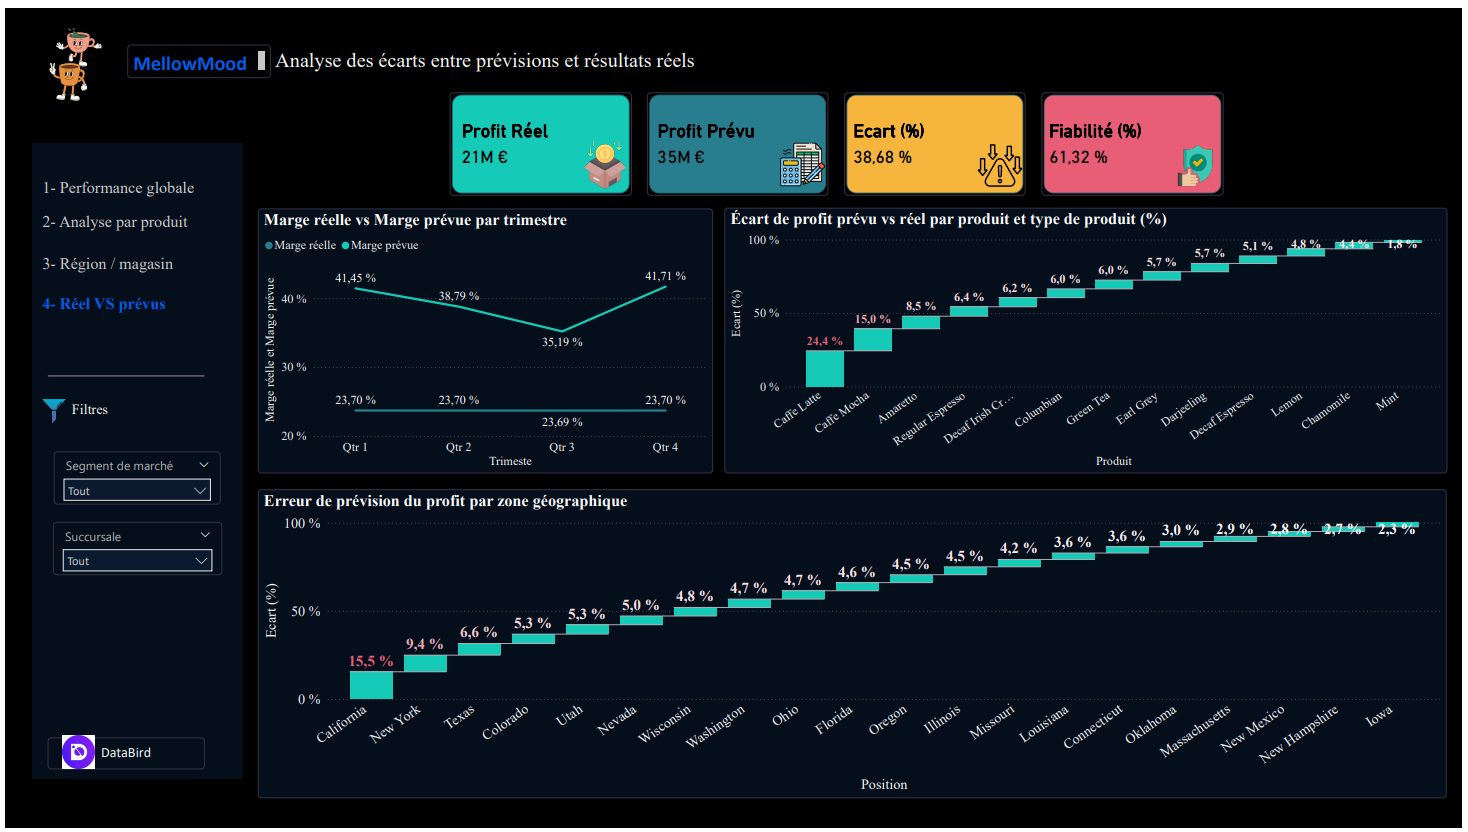 MellowMood
Analyse des écarts entre prévisions et résultats réels
Profit Réel
21M €
Profit Prévu
35M €
Ecart (%)
38,68 %
Fiabilité (%)
61,32 %
1- Performance globale
2- Analyse par produit
3- Région / magasin
4- Réel VS prévus
Filtres
Segment de marché
Tout
Succursale
Tout
DataBird
Marge réelle vs Marge prévue par trimestre
Marge réelle Marge prévue
Marge réelle et Marge prévue
40 %
30 %
20 %
41,45 %
38,79 %
35,19 %
41,71 %
23,70 %
23,70 %
23,69 %
23,70 %
Qtr 1
Qtr 2
Qtr 3
Qtr 4
Trimeste
Écart de profit prévu vs réel par produit et type de produit (%)
Ecart (%)
100 %
50 %
0 %
24,4 %
15,0 %
8,5 %
6,4 %
6,2 %
6,0 %
6,0 %
5,7 %
5,7 %
5,1 %
4,8 %
4,4 %
1,8 %
Caffe Latte
Caffe Mocha
Amaretto
Regular Espresso
Decaf Irish Cr…
Columbian
Green Tea
Earl Grey
Darjeeling
Decaf Espresso
Lemon
Chamomile
Mint
Produit
Erreur de prévision du profit par zone géographique
Ecart (%)
100 %
50 %
0 %
15,5 %
9,4 %
6,6 %
5,3 %
5,3 %
5,0 %
4,8 %
4,7 %
4,7 %
4,6 %
4,5 %
4,5 %
4,2 %
3,6 %
3,6 %
3,0 %
2,9 %
2,8 %
2,7 %
2,3 %
California
New York
Texas
Colorado
Utah
Nevada
Wisconsin
Washington
Ohio
Florida
Oregon
Illinois
Missouri
Louisiana
Connecticut
Oklahoma
Massachusetts
New Mexico
New Hampshire
Iowa
Position